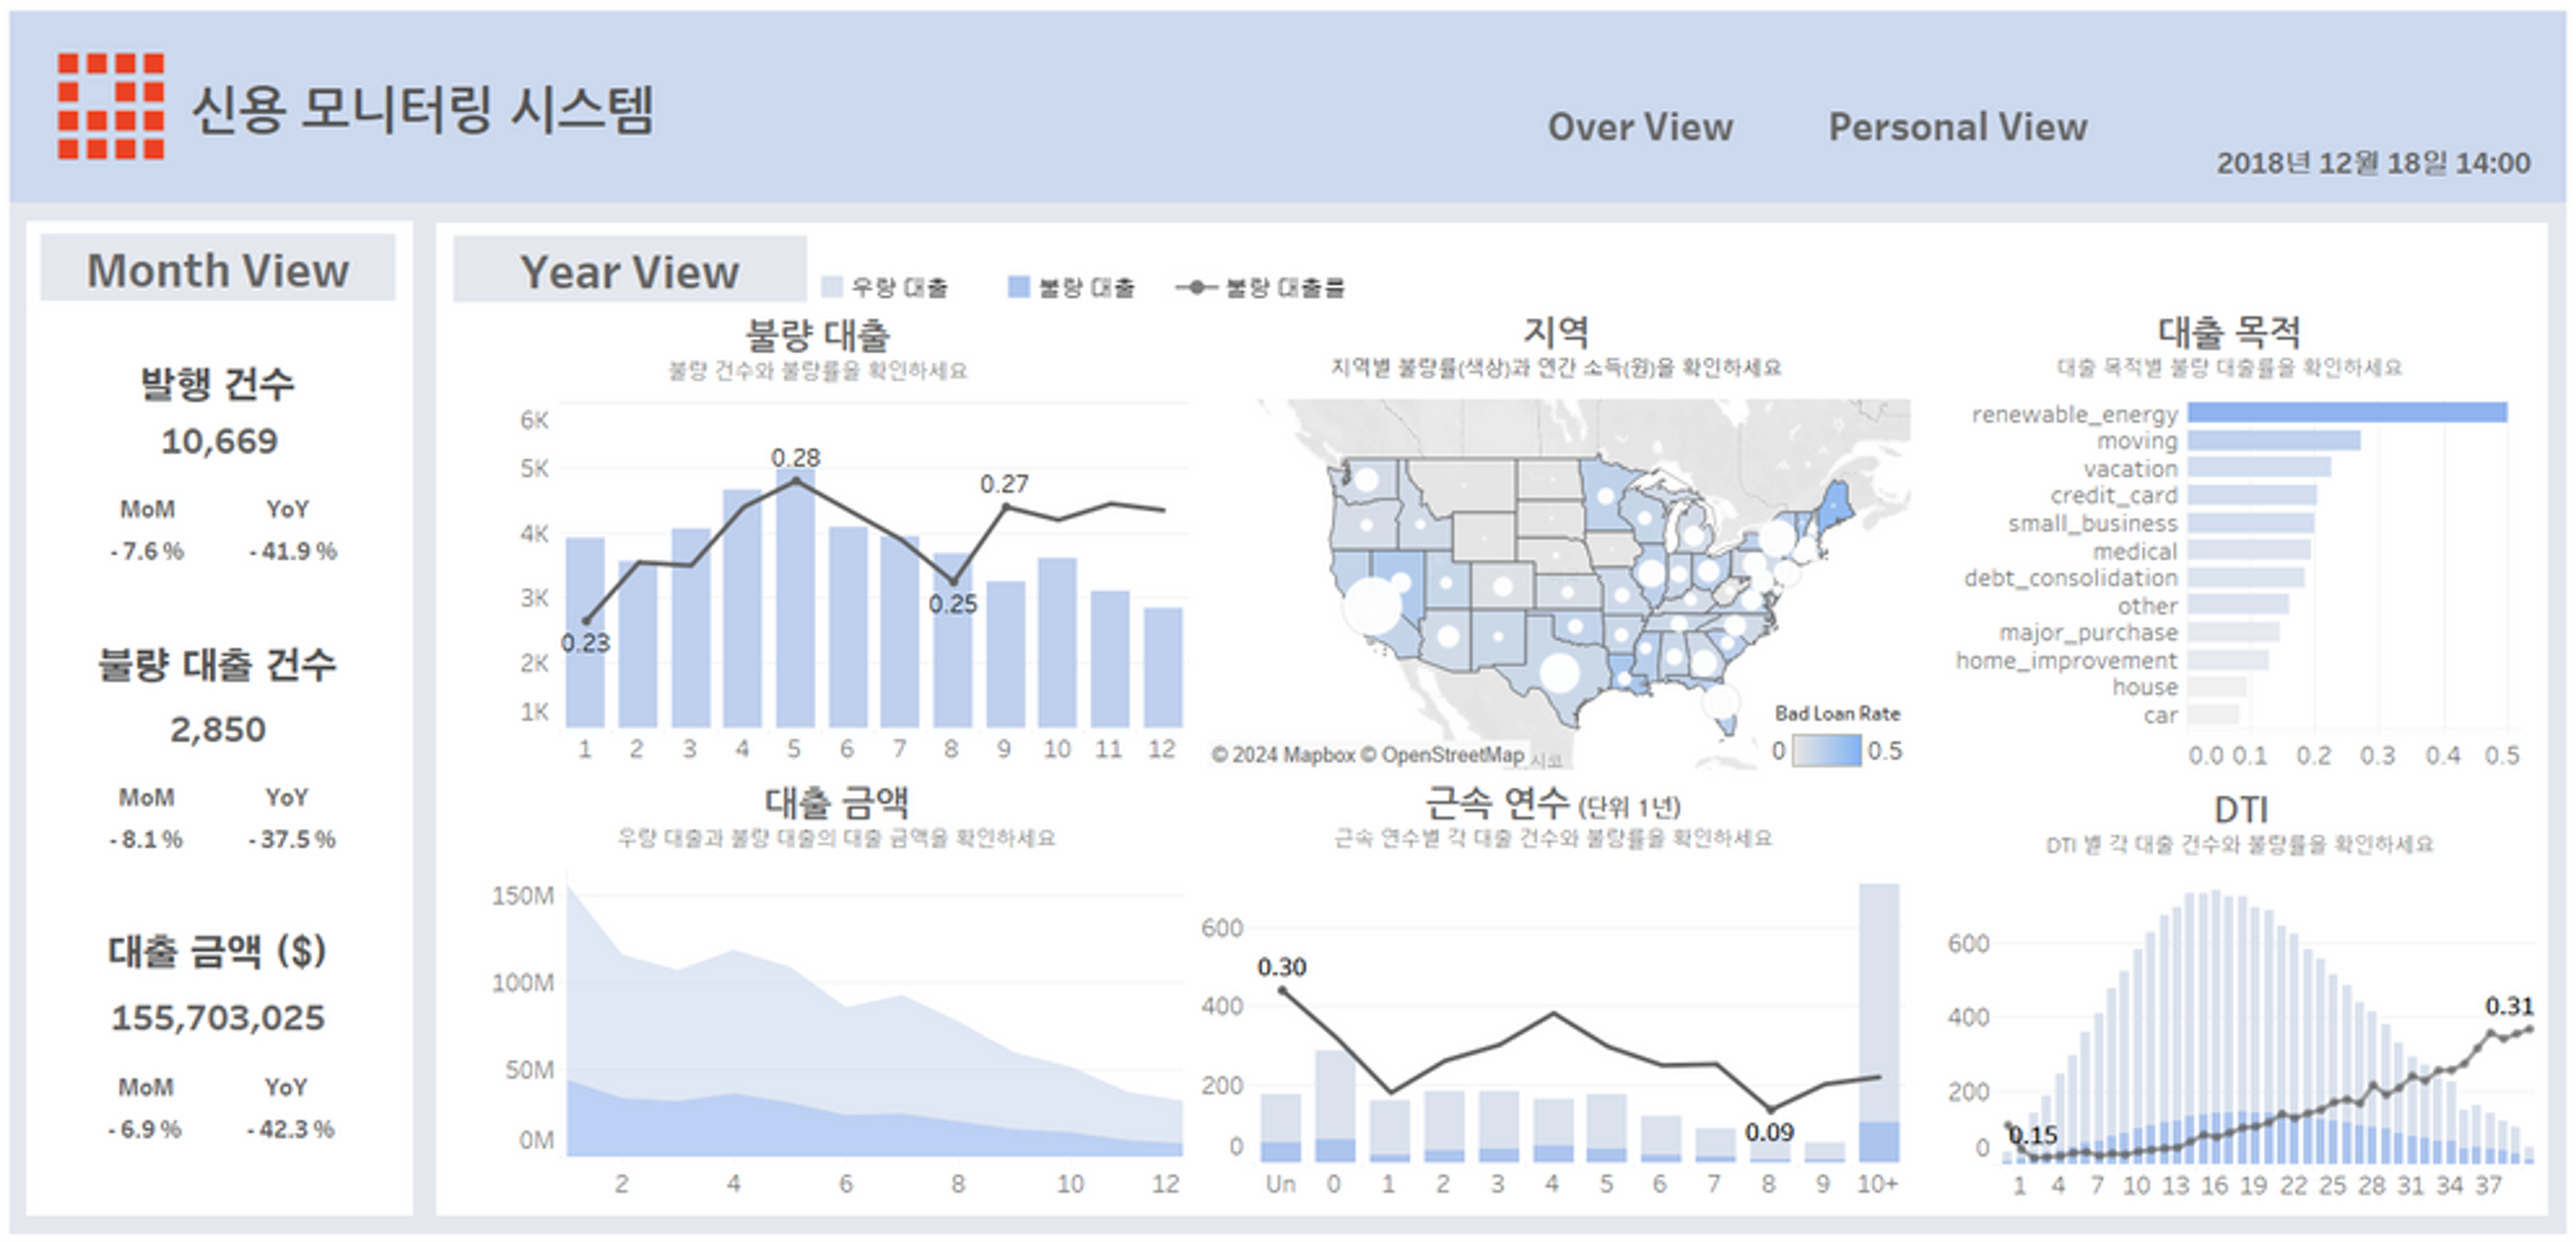 신용 모니터링 시스템
Over View
Personal View
2018년 12월 18일 14:00
Month View
발행 건수
10,669
MoM YoY
-7.6% -41.9%
불량 대출 건수
2,850
MoM YoY
-8.1% -37.5%
대출 금액 ($)
155,703,025
MoM YoY
-6.9% -42.3%
Year View
우량 대출
불량 대출
불량 대출률
불량 대출
불량 건수와 불량률을 확인하세요
6K
5K
4K
3K
2K
1K
0.23
0.28
0.25
0.27
1 2 3 4 5 6 7 8 9 10 11 12
지역
지역별 불량률(색상)과 연간 소득(원)을 확인하세요
Bad Loan Rate
0 0.5
© 2024 Mapbox © OpenStreetMap
시코
대출 목적
대출 목적별 불량 대출률을 확인하세요
renewable_energy
moving
vacation
credit_card
small_business
medical
debt_consolidation
other
major_purchase
home_improvement
house
car
0.0 0.1 0.2 0.3 0.4 0.5
대출 금액
우량 대출과 불량 대출의 대출 금액을 확인하세요
150M
100M
50M
0M
2 4 6 8 10 12
근속 연수 (단위 1년)
근속 연수별 각 대출 건수와 불량률을 확인하세요
600
400
200
0
0.30
0.09
Un 0 1 2 3 4 5 6 7 8 9 10+
DTI
DTI 별 각 대출 건수와 불량률을 확인하세요
600
400
200
0
0.15
0.31
1 4 7 10 13 16 19 22 25 28 31 34 37